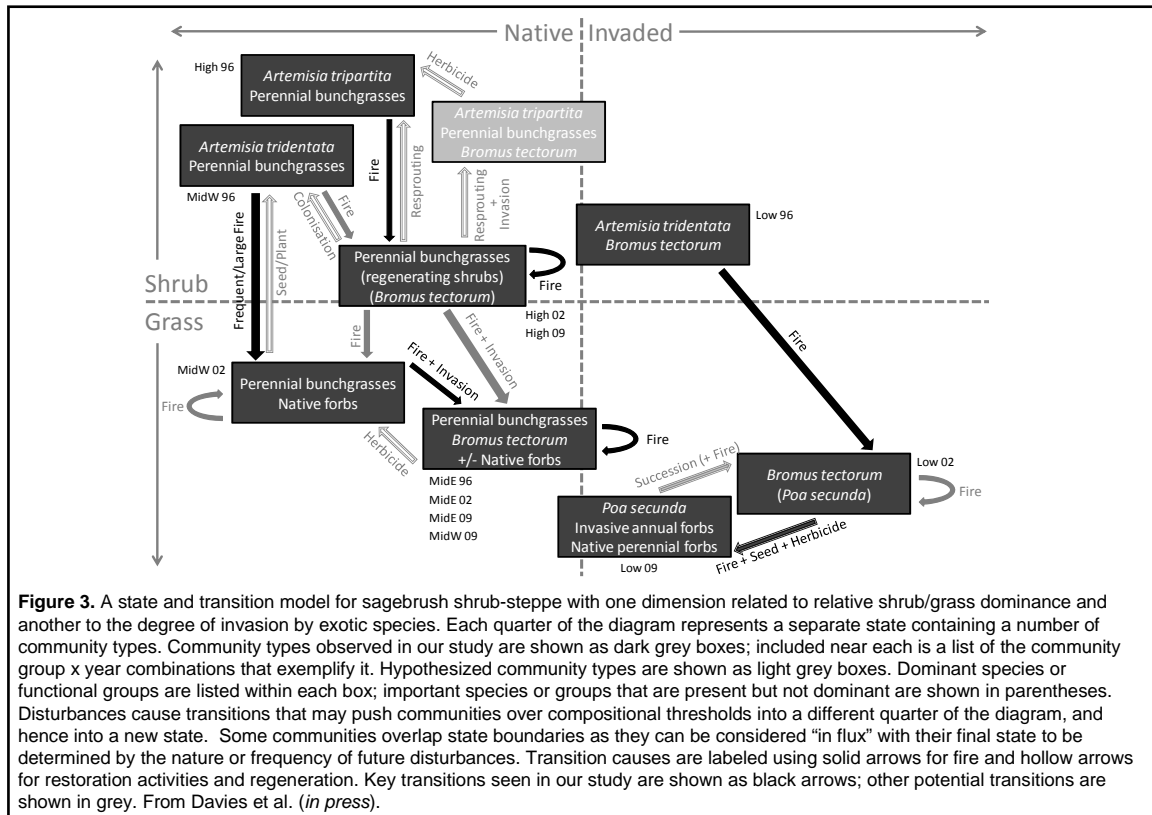 Native Invaded
High 96
Artemisia tripartita
Perennial bunchgrasses
Herbicide
Artemisia tripartita
Perennial bunchgrasses
Bromus tectorum
Artemisia tridentata
Perennial bunchgrasses
MidW 96
Fire
Colonisation
Fire
Resprouting
Resprouting
+
Invasion
Artemisia tridentata
Bromus tectorum
Low 96
Frequent/Large Fire
Seed/Plant
Perennial bunchgrasses
(regenerating shrubs)
(Bromus tectorum)
Fire
High 02
High 09
Shrub
Grass
Fire
Fire + Invasion
Fire + Invasion
Fire
MidW 02
Perennial bunchgrasses
Native forbs
Fire
Herbicide
Perennial bunchgrasses
Bromus tectorum
+/- Native forbs
Fire
MidE 96
MidE 02
MidE 09
MidW 09
Succession (+ Fire)
Bromus tectorum
(Poa secunda)
Low 02
Fire
Poa secunda
Invasive annual forbs
Native perennial forbs
Low 09
Fire + Seed + Herbicide
Figure 3. A state and transition model for sagebrush shrub-steppe with one dimension related to relative shrub/grass dominance and
another to the degree of invasion by exotic species. Each quarter of the diagram represents a separate state containing a number of
community types. Community types observed in our study are shown as dark grey boxes; included near each is a list of the community
group x year combinations that exemplify it. Hypothesized community types are shown as light grey boxes. Dominant species or
functional groups are listed within each box; important species or groups that are present but not dominant are shown in parentheses.
Disturbances cause transitions that may push communities over compositional thresholds into a different quarter of the diagram, and
hence into a new state. Some communities overlap state boundaries as they can be considered “in flux” with their final state to be
determined by the nature or frequency of future disturbances. Transition causes are labeled using solid arrows for fire and hollow arrows
for restoration activities and regeneration. Key transitions seen in our study are shown as black arrows; other potential transitions are
shown in grey. From Davies et al. (in press).